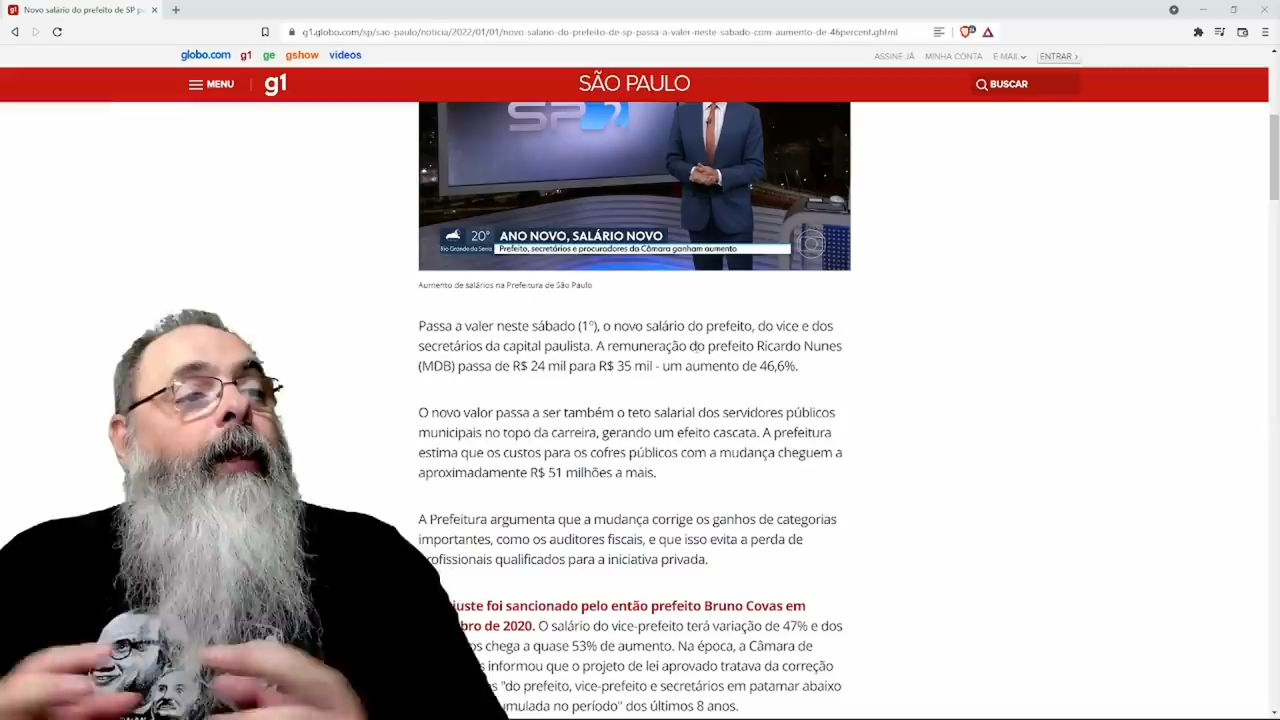 Novo salário do prefeito de SP p
g1.globo.com/sp/sao-paulo/noticia/2022/01/01/novo-salario-do-prefeito-de-sp-passa-a-valer-neste-sabado-com-aumento-de-46percent.ghtml
globo.com g1 ge gshow vídeos
ASSINE JÁ MINHA CONTA E-MAIL ENTRAR
MENU g1 SÃO PAULO BUSCAR
SP2
20° ANO NOVO, SALÁRIO NOVO
Rio Grande da Serra Prefeito, secretários e procuradores da Câmara ganham aumento
Aumento de salários na Prefeitura de São Paulo
Passa a valer neste sábado (1º), o novo salário do prefeito, do vice e dos
secretários da capital paulista. A remuneração do prefeito Ricardo Nunes
(MDB) passa de R$ 24 mil para R$ 35 mil - um aumento de 46,6%.
O novo valor passa a ser também o teto salarial dos servidores públicos
municipais no topo da carreira, gerando um efeito cascata. A prefeitura
estima que os custos para os cofres públicos com a mudança cheguem a
aproximadamente R$ 51 milhões a mais.
A Prefeitura argumenta que a mudança corrige os ganhos de categorias
importantes, como os auditores fiscais, e que isso evita a perda de
rofissionais qualificados para a iniciativa privada.
juste foi sancionado pelo então prefeito Bruno Covas em
bro de 2020. O salário do vice-prefeito terá variação de 47% e dos
os chega a quase 53% de aumento. Na época, a Câmara de
s informou que o projeto de lei aprovado tratava da correção
s "do prefeito, vice-prefeito e secretários em patamar abaixo
umulada no período" dos últimos 8 anos.